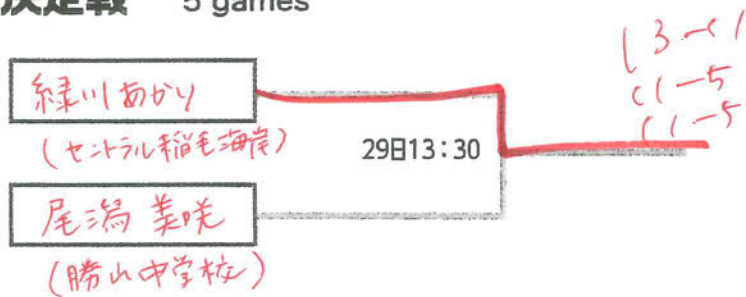 決定戦 5 games
緑川あかり
(セントラル稲毛海岸)
29日13:30
尾潟 美咲
(勝山中学校)
13-11
11-5
11-5